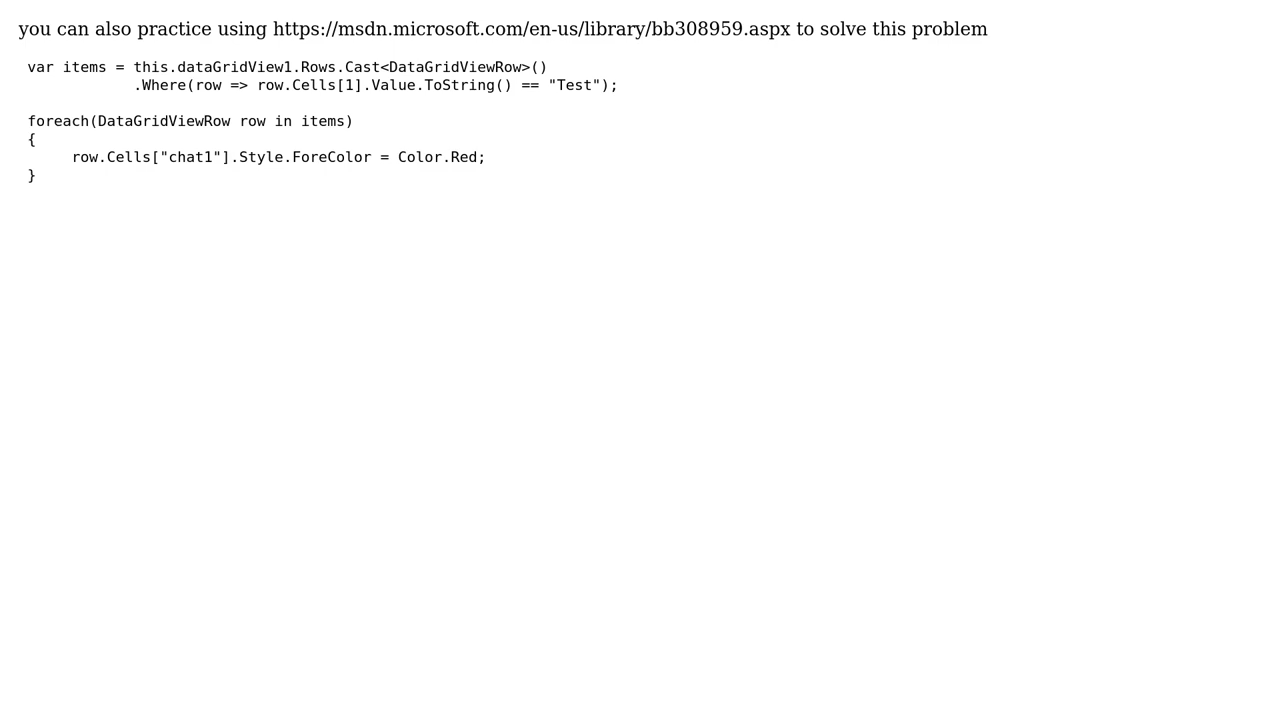 you can also practice using https://msdn.microsoft.com/en-us/library/bb308959.aspx to solve this problem
var items = this.dataGridView1.Rows.Cast<DataGridViewRow>()
            .Where(row => row.Cells[1].Value.ToString() == "Test");
foreach(DataGridViewRow row in items)
{
     row.Cells["chat1"].Style.ForeColor = Color.Red;
}